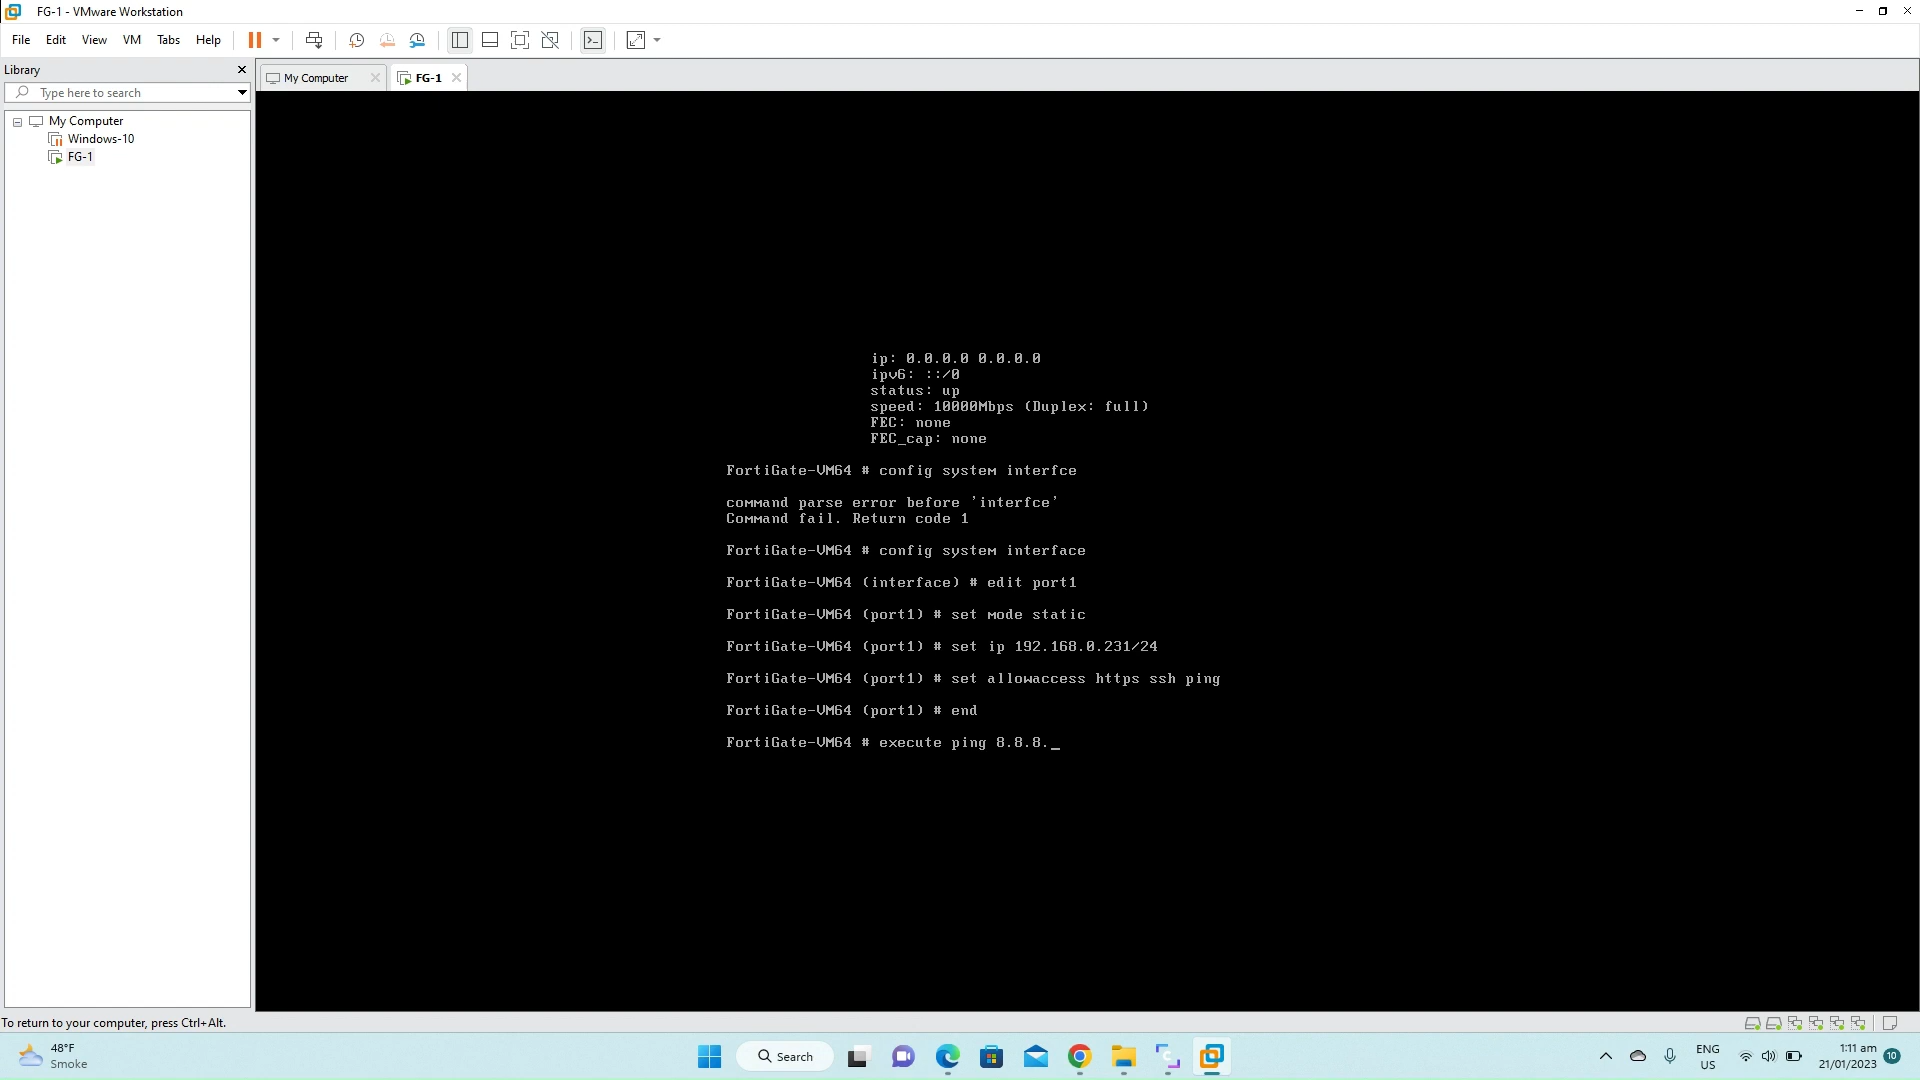 FG-1 - VMware Workstation
File Edit View VM Tabs Help
Library
My Computer FG-1
Type here to search
My Computer
Windows-10
FG-1
ip: 0.0.0.0 0.0.0.0
ipv6: ::/0
status: up
speed: 10000Mbps (Duplex: full)
FEC: none
FEC_cap: none
FortiGate-VM64 # config system interfce
command parse error before 'interfce'
Command fail. Return code 1
FortiGate-VM64 # config system interface
FortiGate-VM64 (interface) # edit port1
FortiGate-VM64 (port1) # set mode static
FortiGate-VM64 (port1) # set ip 192.168.0.231/24
FortiGate-VM64 (port1) # set allowaccess https ssh ping
FortiGate-VM64 (port1) # end
FortiGate-VM64 # execute ping 8.8.8._
To return to your computer, press Ctrl+Alt.
48°F
Smoke
Search
ENG
US
1:11 am
21/01/2023
10